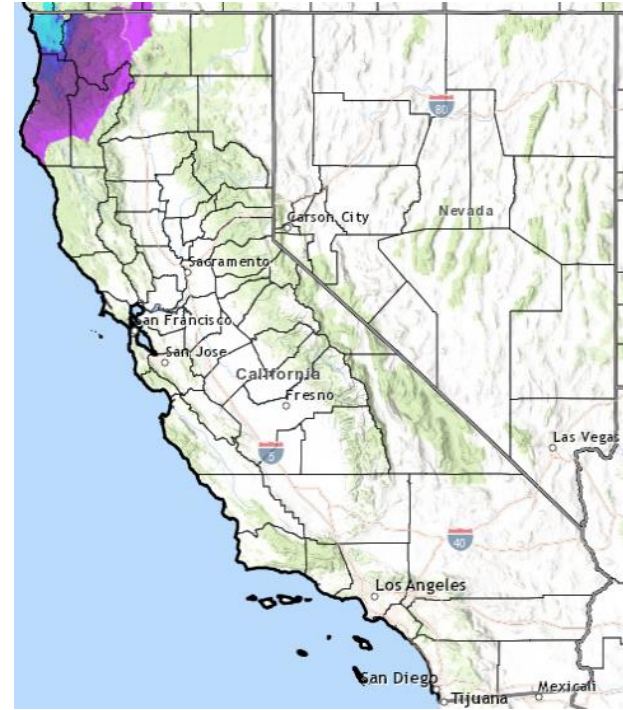 80
Nevada
Carson City
Sacramento
San Francisco
San Jose
California
Fresno
5
Las Vegas
40
Los Angeles
San Diego
Tijuana
Mexicali